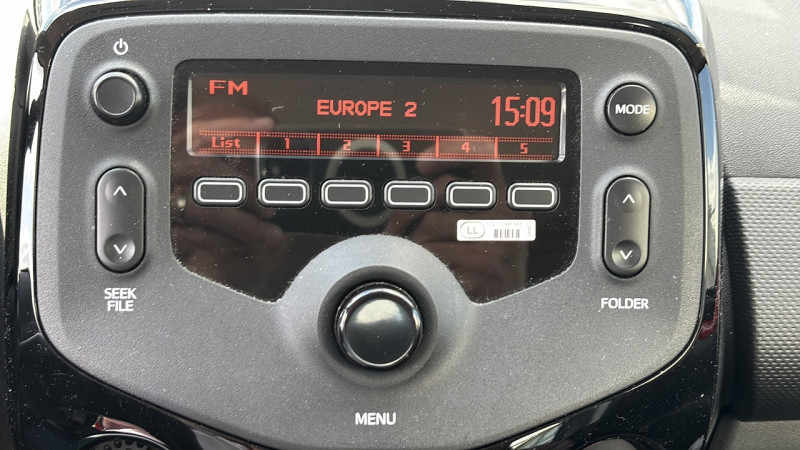 FM
EUROPE 2 15:09
MODE
List 1 2 3 4 5
LL
SEEK
FILE
FOLDER
MENU